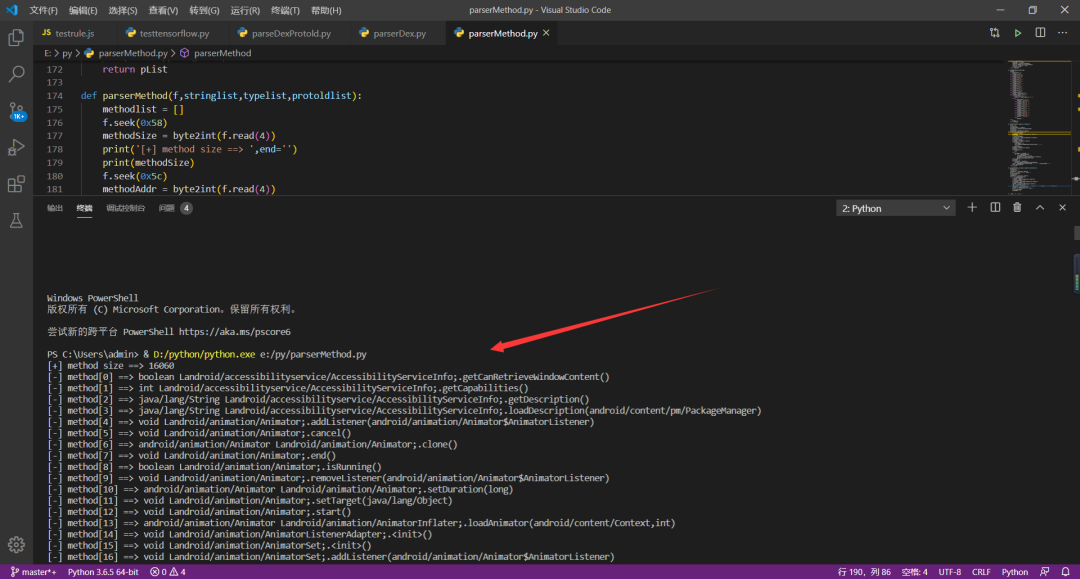 文件(F) 编辑(E) 选择(S) 查看(V) 转到(G) 运行(R) 终端(T) 帮助(H) parserMethod.py - Visual Studio Code
JS testrule.js testtensorflow.py parseDexProtoId.py parserDex.py parserMethod.py
E: > py > parserMethod.py > parserMethod
172 return pList
173
174 def parserMethod(f,stringlist,typelist,protoIdlist):
175 methodlist = []
176 f.seek(0x58)
177 methodSize = byte2int(f.read(4))
178 print('[+] method size ==> ',end='')
179 print(methodSize)
180 f.seek(0x5c)
181 methodAddr = byte2int(f.read(4))
1K+
输出 终端 调试控制台 问题 4 2: Python
Windows PowerShell
版权所有 (C) Microsoft Corporation。保留所有权利。
尝试新的跨平台 PowerShell https://aka.ms/pscore6
PS C:\Users\admin> & D:/python/python.exe e:/py/parserMethod.py
[+] method size ==> 16060
[-] method[0] ==> boolean Landroid/accessibilityservice/AccessibilityServiceInfo;.getCanRetrieveWindowContent()
[-] method[1] ==> int Landroid/accessibilityservice/AccessibilityServiceInfo;.getCapabilities()
[-] method[2] ==> java/lang/String Landroid/accessibilityservice/AccessibilityServiceInfo;.getDescription()
[-] method[3] ==> java/lang/String Landroid/accessibilityservice/AccessibilityServiceInfo;.loadDescription(android/content/pm/PackageManager)
[-] method[4] ==> void Landroid/animation/Animator;.addListener(android/animation/Animator$AnimatorListener)
[-] method[5] ==> void Landroid/animation/Animator;.cancel()
[-] method[6] ==> android/animation/Animator Landroid/animation/Animator;.clone()
[-] method[7] ==> void Landroid/animation/Animator;.end()
[-] method[8] ==> boolean Landroid/animation/Animator;.isRunning()
[-] method[9] ==> void Landroid/animation/Animator;.removeListener(android/animation/Animator$AnimatorListener)
[-] method[10] ==> android/animation/Animator Landroid/animation/Animator;.setDuration(long)
[-] method[11] ==> void Landroid/animation/Animator;.setTarget(java/lang/Object)
[-] method[12] ==> void Landroid/animation/Animator;.start()
[-] method[13] ==> android/animation/Animator Landroid/animation/AnimatorInflater;.loadAnimator(android/content/Context,int)
[-] method[14] ==> void Landroid/animation/AnimatorListenerAdapter;.<init>()
[-] method[15] ==> void Landroid/animation/AnimatorSet;.<init>()
[-] method[16] ==> void Landroid/animation/AnimatorSet;.addListener(android/animation/Animator$AnimatorListener)
master*+ Python 3.6.5 64-bit 0 4 行 190，列 86 空格: 4 UTF-8 CRLF Python